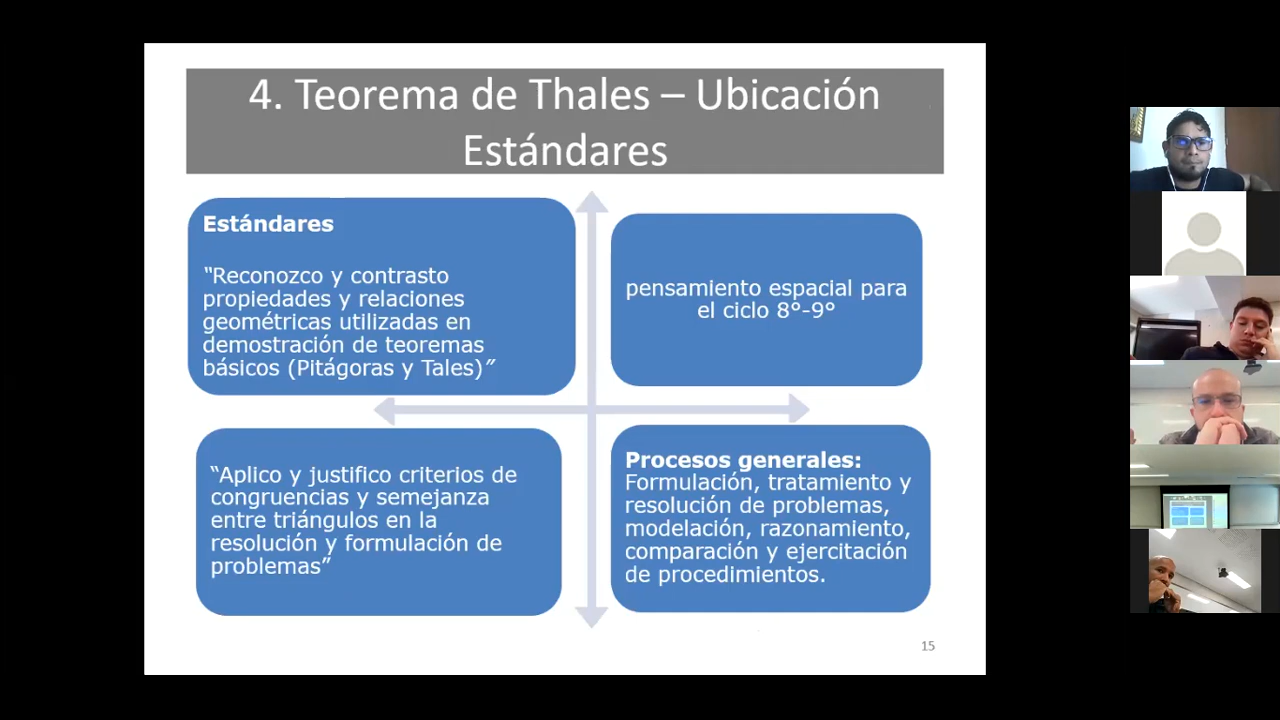 4. Teorema de Thales – Ubicación
Estándares
Estándares
“Reconozco y contrasto
propiedades y relaciones
geométricas utilizadas en
demostración de teoremas
básicos (Pitágoras y Tales)”
pensamiento espacial para
el ciclo 8°-9°
“Aplico y justifico criterios de
congruencias y semejanza
entre triángulos en la
resolución y formulación de
problemas”
Procesos generales:
Formulación, tratamiento y
resolución de problemas,
modelación, razonamiento,
comparación y ejercitación
de procedimientos.
15